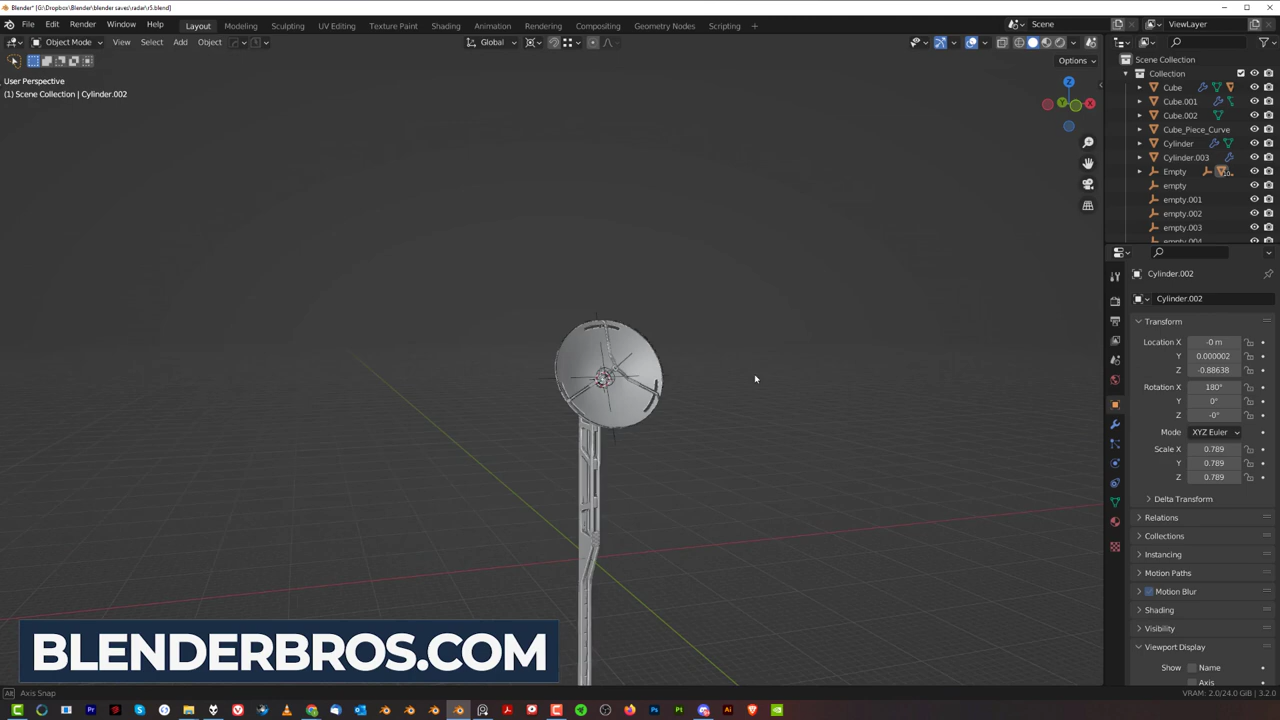 Blender* [G:\Dropbox\Blender\blender saves\radar\r5.blend]
File Edit Render Window Help Layout Modeling Sculpting UV Editing Texture Paint Shading Animation Rendering Compositing Geometry Nodes Scripting + Scene ViewLayer
Object Mode View Select Add Object Global
Options
User Perspective
(1) Scene Collection | Cylinder.002
Z
Y
X
Scene Collection
Collection
Cube
Cube.001
Cube.002
Cube_Piece_Curve
Cylinder
Cylinder.003
Empty
empty
empty.001
empty.002
empty.003
empty.004
Cylinder.002
Cylinder.002
Transform
Location X -0 m
Y 0.000002
Z -0.88638
Rotation X 180°
Y 0°
Z -0°
Mode XYZ Euler
Scale X 0.789
Y 0.789
Z 0.789
Delta Transform
Relations
Collections
Instancing
Motion Paths
Motion Blur
Shading
Visibility
Viewport Display
Show Name
Axis
BLENDERBROS.COM
Alt Axis Snap
VRAM: 2.0/24.0 GiB | 3.2.0